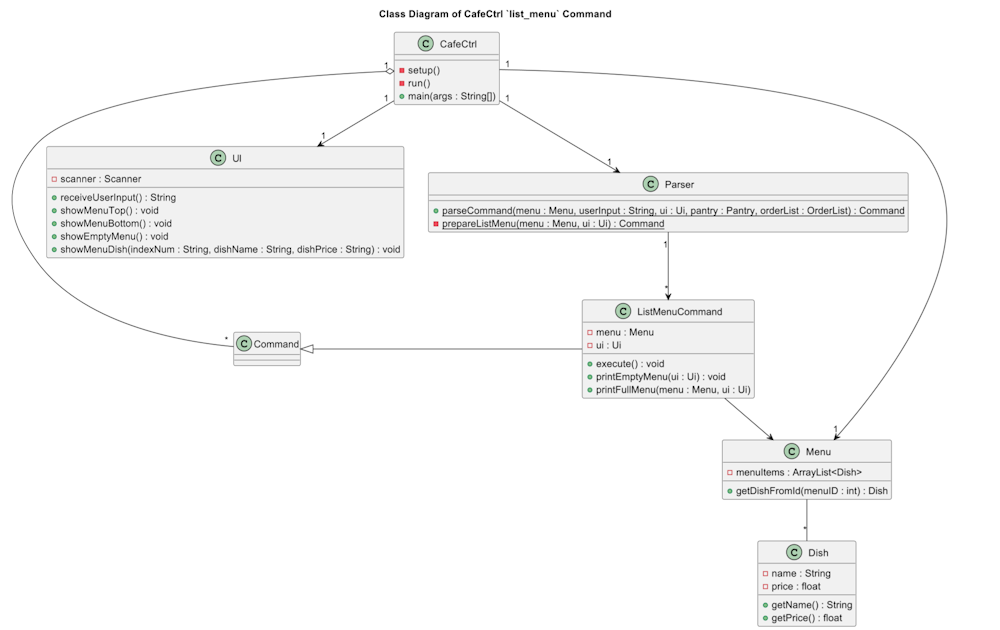 Class Diagram of CafeCtrl `list_menu` Command
C CafeCtrl
setup()
run()
main(args : String[])
1
1
1
1
1
1
C UI
scanner : Scanner
receiveUserInput() : String
showMenuTop() : void
showMenuBottom() : void
showEmptyMenu() : void
showMenuDish(indexNum : String, dishName : String, dishPrice : String) : void
C Parser
parseCommand(menu : Menu, userInput : String, ui : Ui, pantry : Pantry, orderList : OrderList) : Command
prepareListMenu(menu : Menu, ui : Ui) : Command
1
*
C ListMenuCommand
menu : Menu
ui : Ui
execute() : void
printEmptyMenu(ui : Ui) : void
printFullMenu(menu : Menu, ui : Ui)
*
C Command
1
C Menu
menuItems : ArrayList<Dish>
getDishFromId(menuID : int) : Dish
*
C Dish
name : String
price : float
getName() : String
getPrice() : float